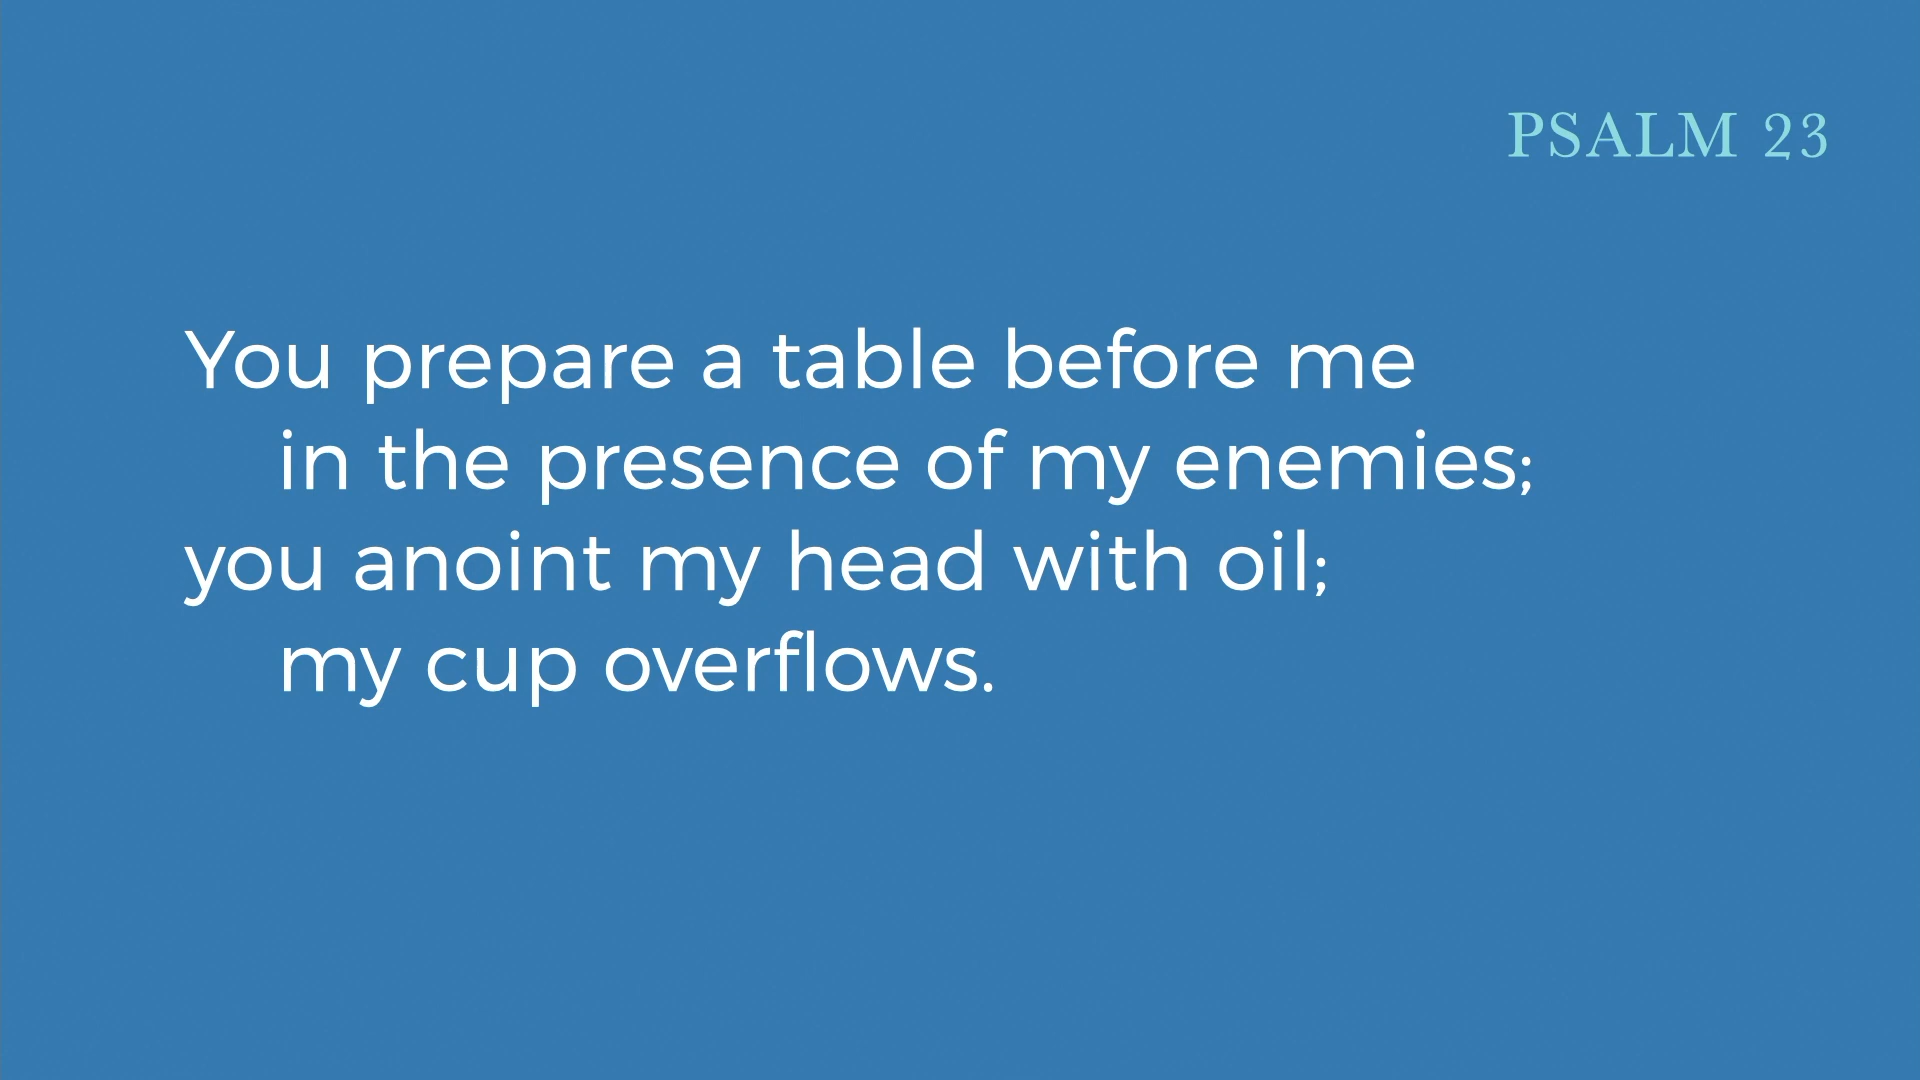 PSALM 23
You prepare a table before me
in the presence of my enemies;
you anoint my head with oil;
my cup overflows.